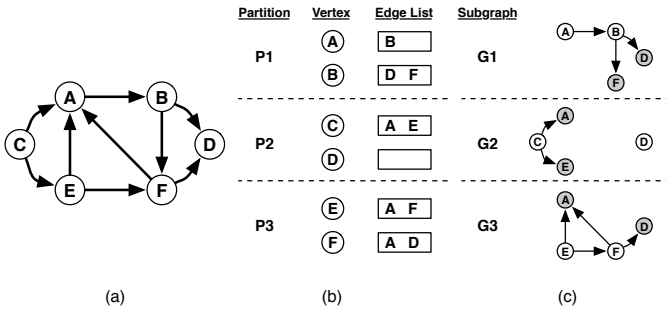 Partition Vertex Edge List Subgraph
A B C D E F
P1 A B
B D F
G1 A B D F
P2 C A E
D
G2 A C D E
P3 E A F
F A D
G3 A D E F
(a) (b) (c)